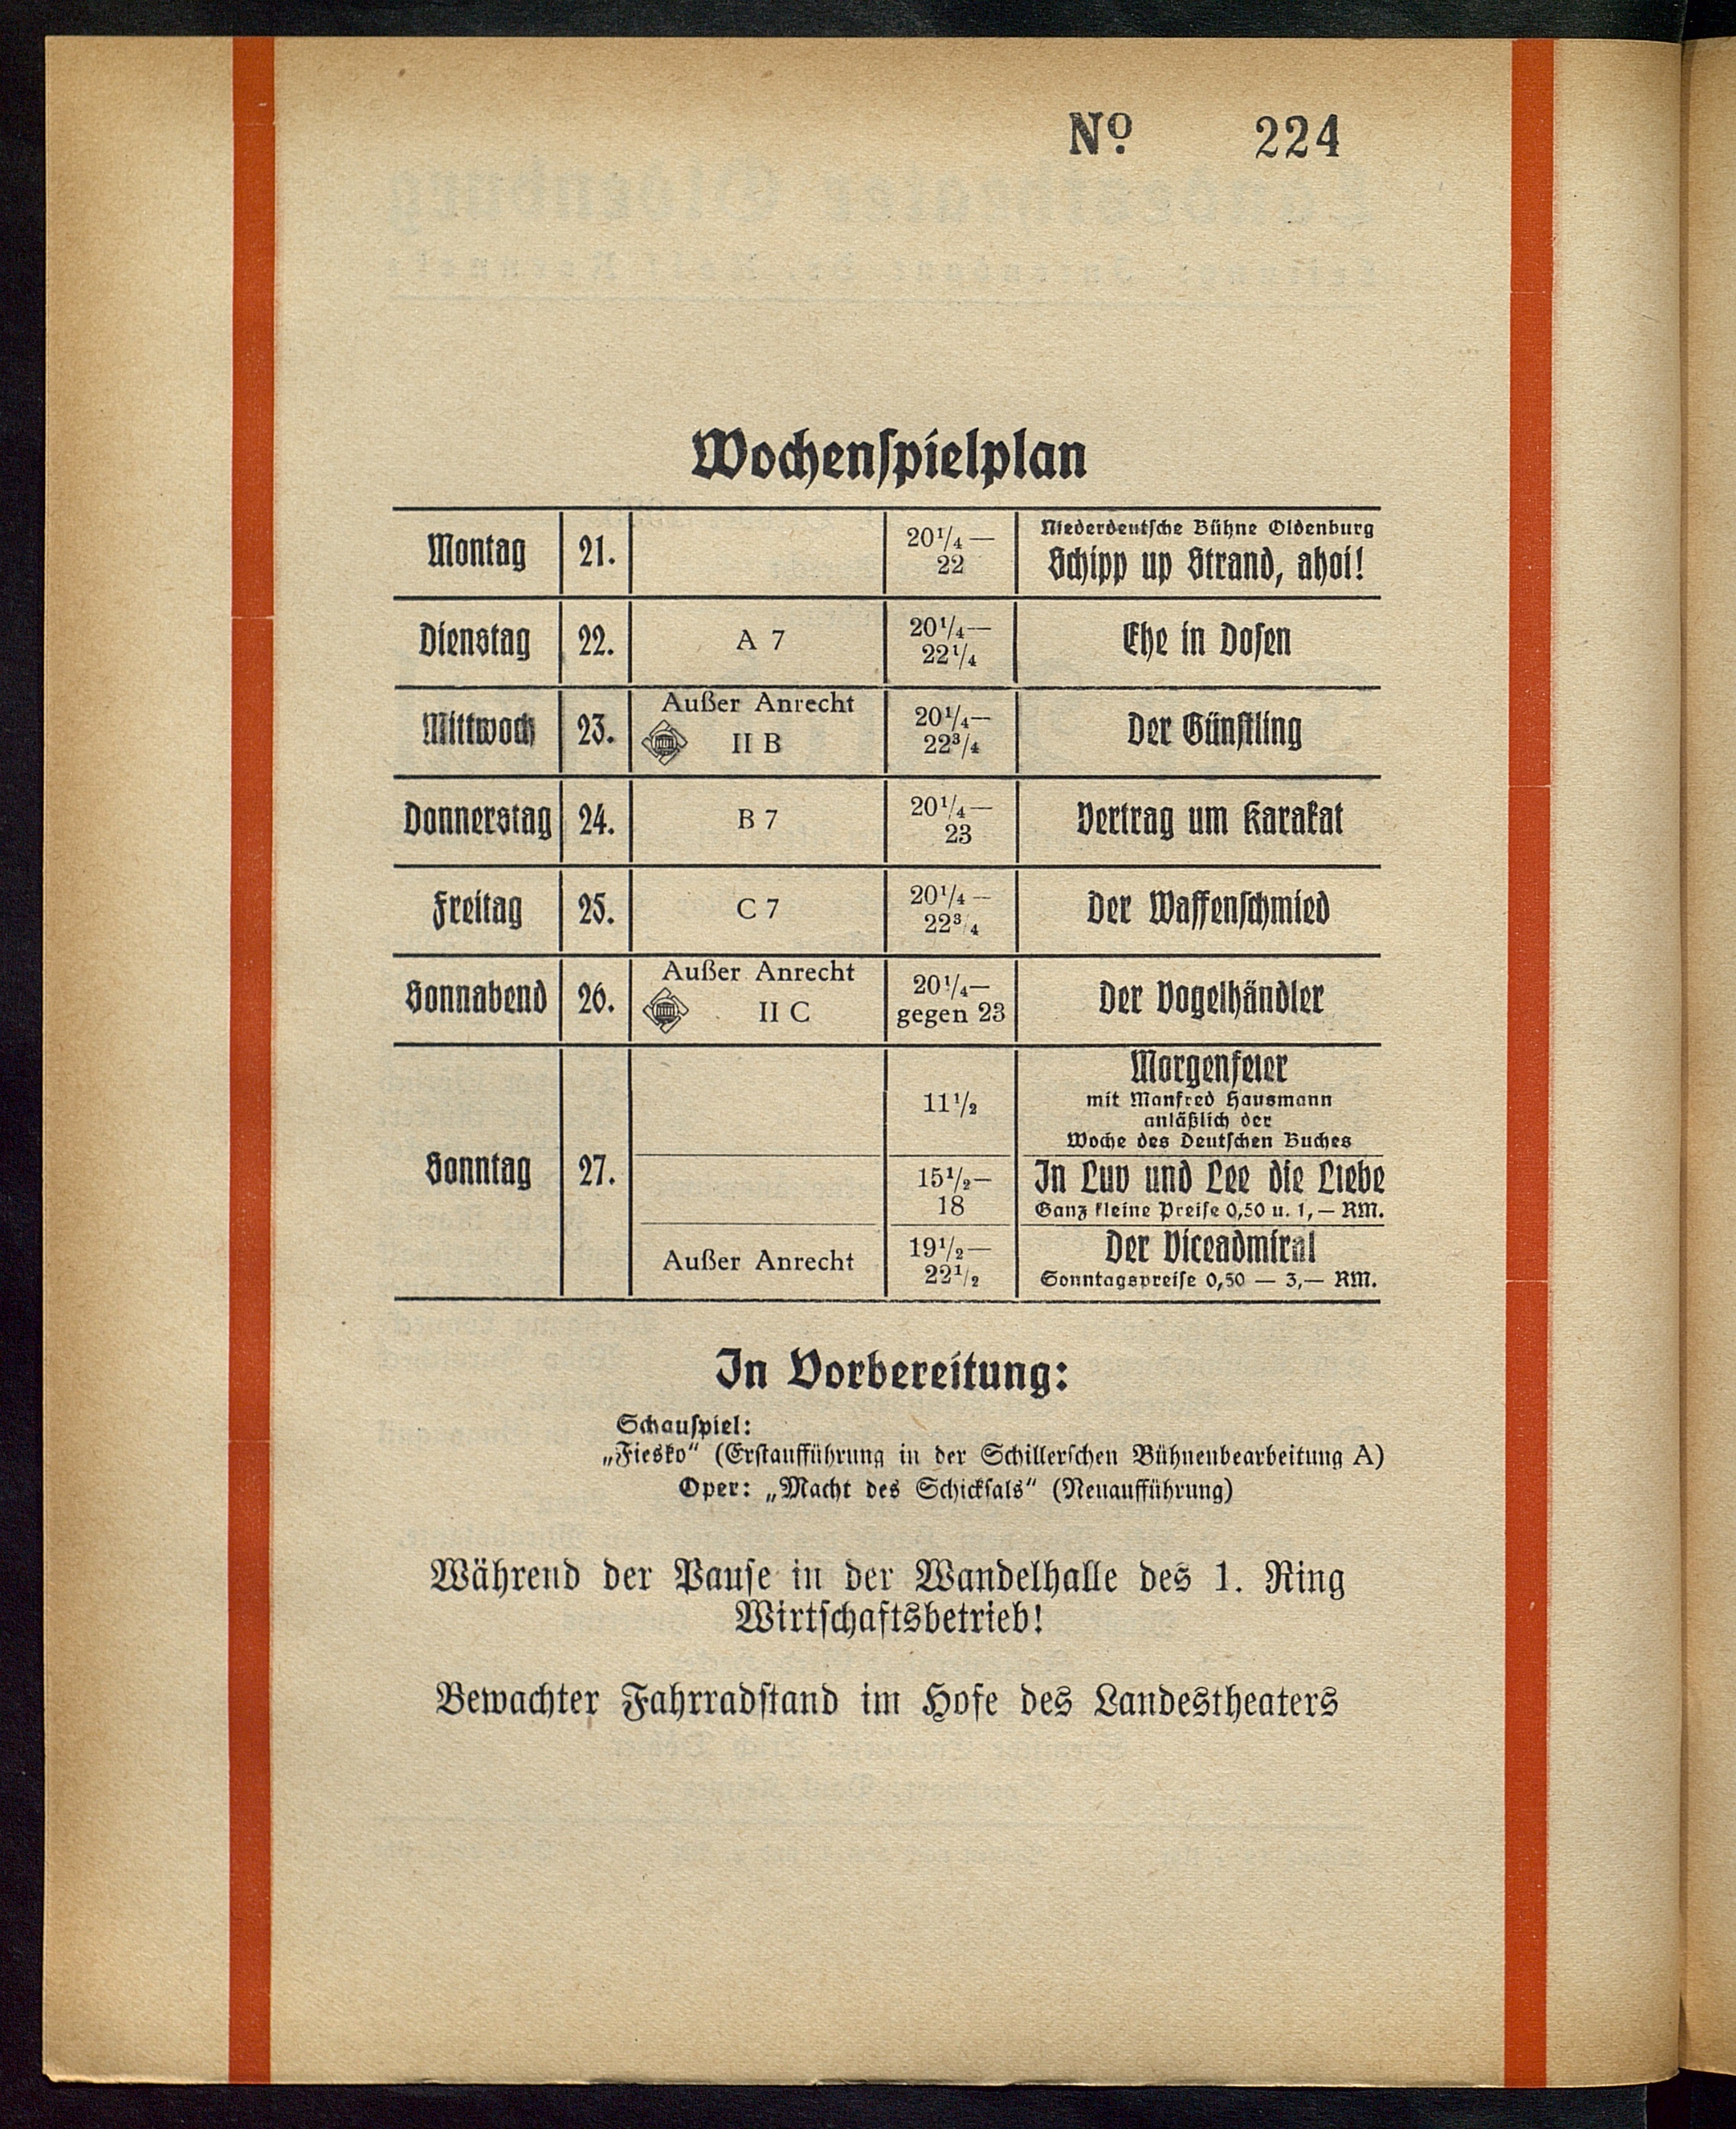 Nº 224
Wochenspielplan
Montag 21. 20¹/₄— 22 Niederdeutsche Bühne Oldenburg
Schipp up Strand, ahoi!
Dienstag 22. A 7 20¹/₄— 22¹/₄ Ehe in Dosen
Mittwoch 23. Außer Anrecht II B 20¹/₄— 22³/₄ Der Günstling
Donnerstag 24. B 7 20¹/₄— 23 Vertrag um Karakat
Freitag 25. C 7 20¹/₄— 22³/₄ Der Waffenschmied
Sonnabend 26. Außer Anrecht II C 20¹/₄— gegen 23 Der Vogelhändler
Sonntag 27. 11¹/₂ Morgenfeier
mit Manfred Hausmann
anläßlich der
Woche des Deutschen Buches
15¹/₂— 18 In Luv und Lee die Liebe
Ganz kleine Preise 0,50 u. 1,— RM.
Außer Anrecht 19¹/₂— 22¹/₂ Der Viceadmiral
Sonntagspreise 0,50 — 3,— RM.
In Vorbereitung:
Schauspiel:
„Fiesko“ (Erstaufführung in der Schillerschen Bühnenbearbeitung A)
Oper: „Macht des Schicksals“ (Neuaufführung)
Während der Pause in der Wandelhalle des 1. Ring
Wirtschaftsbetrieb!
Bewachter Fahrradstand im Hofe des Landestheaters